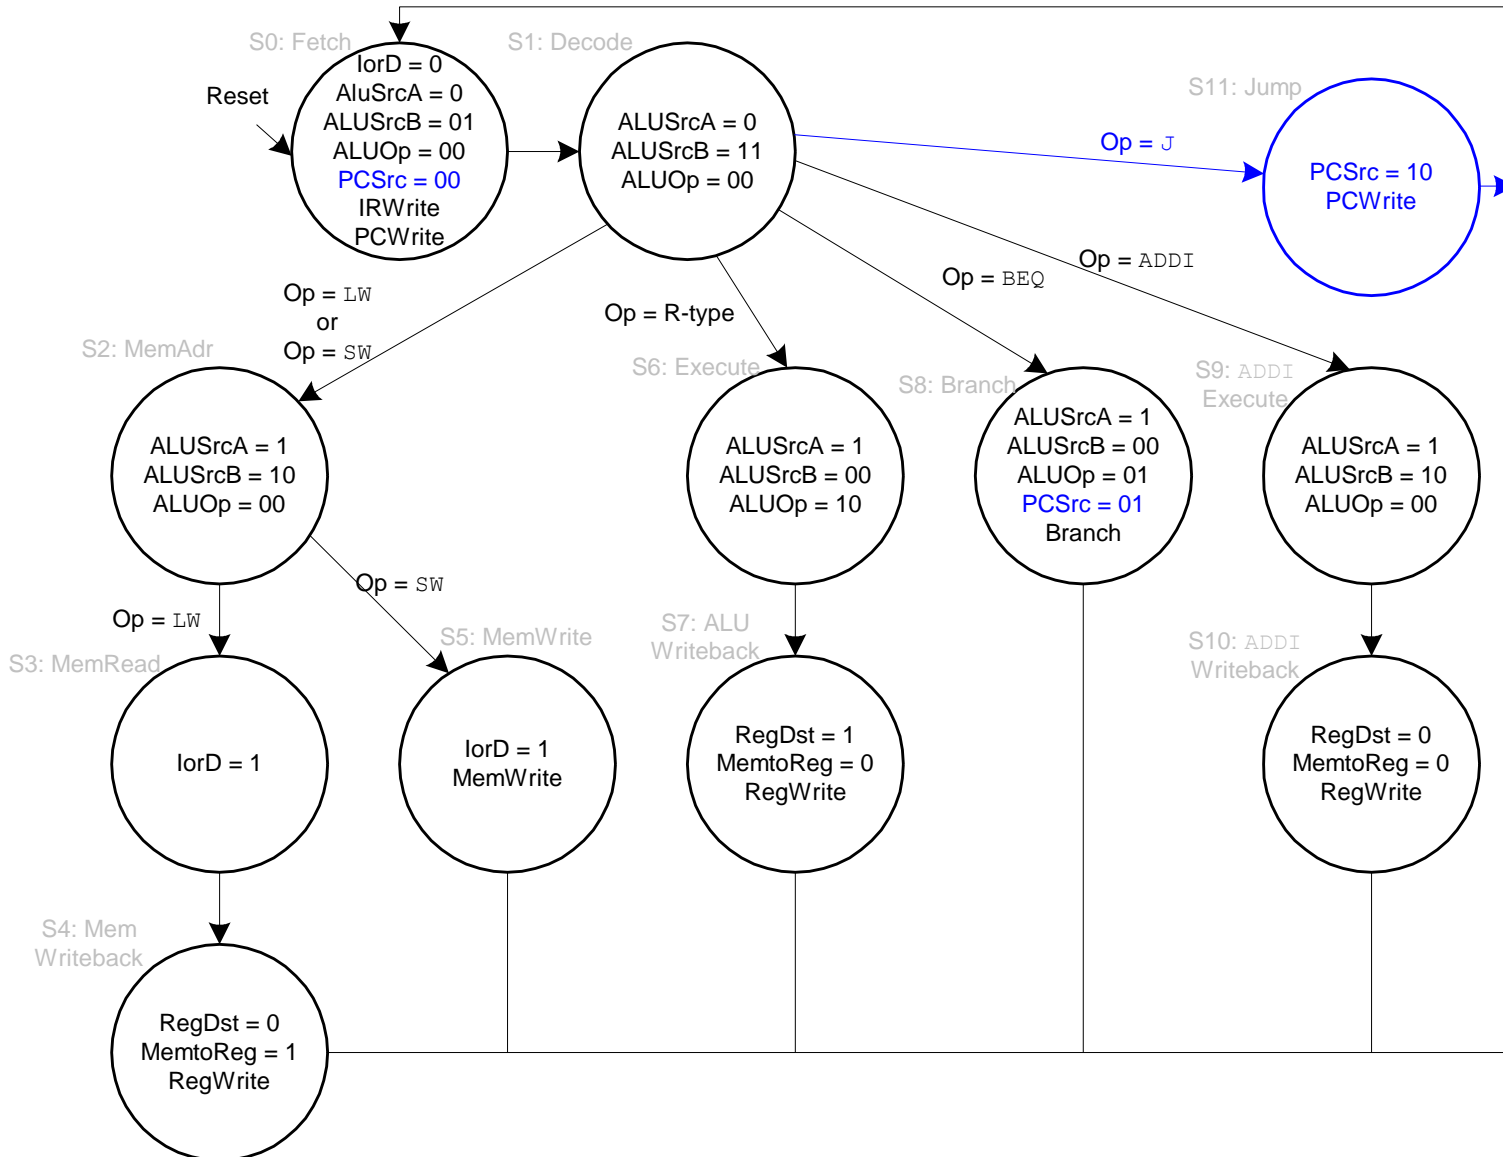 S0: Fetch
IorD = 0
AluSrcA = 0
ALUSrcB = 01
ALUOp = 00
PCSrc = 00
IRWrite
PCWrite
Reset
S1: Decode
ALUSrcA = 0
ALUSrcB = 11
ALUOp = 00
S11: Jump
Op = J
PCSrc = 10
PCWrite
Op = LW
or
Op = SW
Op = R-type
Op = BEQ
Op = ADDI
S2: MemAdr
ALUSrcA = 1
ALUSrcB = 10
ALUOp = 00
S6: Execute
ALUSrcA = 1
ALUSrcB = 00
ALUOp = 10
S8: Branch
ALUSrcA = 1
ALUSrcB = 00
ALUOp = 01
PCSrc = 01
Branch
S9: ADDI
Execute
ALUSrcA = 1
ALUSrcB = 10
ALUOp = 00
Op = LW
Op = SW
S3: MemRead
IorD = 1
S5: MemWrite
IorD = 1
MemWrite
S7: ALU
Writeback
RegDst = 1
MemtoReg = 0
RegWrite
S10: ADDI
Writeback
RegDst = 0
MemtoReg = 0
RegWrite
S4: Mem
Writeback
RegDst = 0
MemtoReg = 1
RegWrite